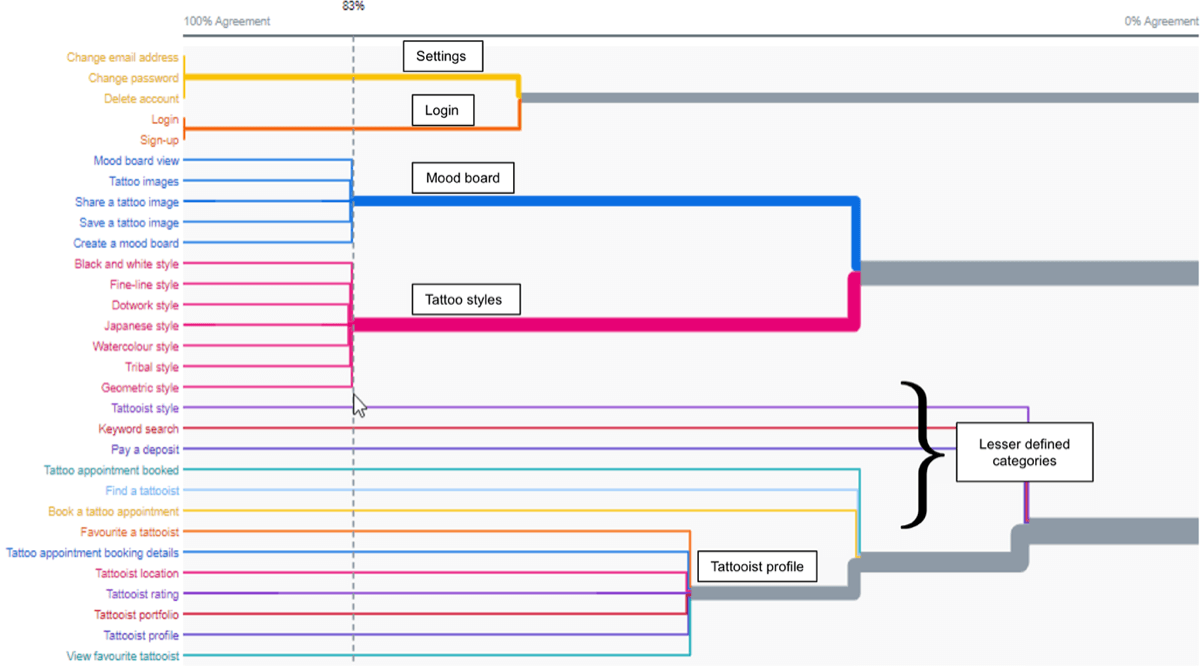 83%
100% Agreement
0% Agreement
Change email address
Change password
Delete account
Login
Sign-up
Mood board view
Tattoo images
Share a tattoo image
Save a tattoo image
Create a mood board
Black and white style
Fine-line style
Dotwork style
Japanese style
Watercolour style
Tribal style
Geometric style
Tattooist style
Keyword search
Pay a deposit
Tattoo appointment booked
Find a tattooist
Book a tattoo appointment
Favourite a tattooist
Tattoo appointment booking details
Tattooist location
Tattooist rating
Tattooist portfolio
Tattooist profile
View favourite tattooist
Settings
Login
Mood board
Tattoo styles
Lesser defined
categories
Tattooist profile